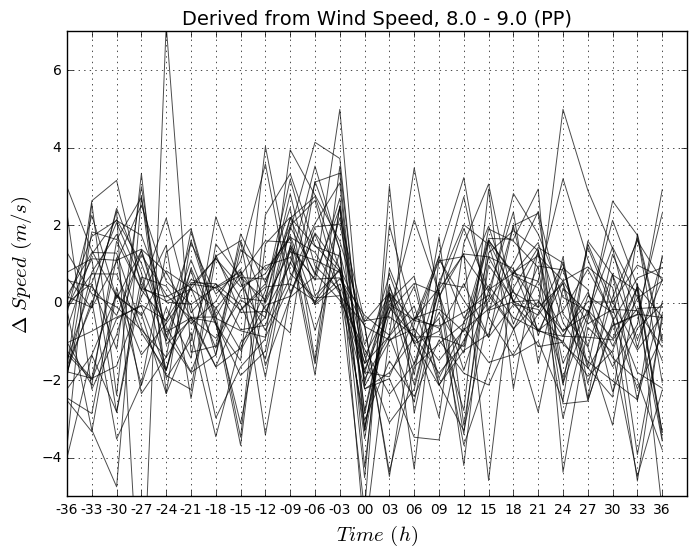 Derived from Wind Speed, 8.0 - 9.0 (PP)
6
4
2
0
−2
−4
Δ Speed (m/s)
-36 -33 -30 -27 -24 -21 -18 -15 -12 -09 -06 -03 00 03 06 09 12 15 18 21 24 27 30 33 36
Time (h)